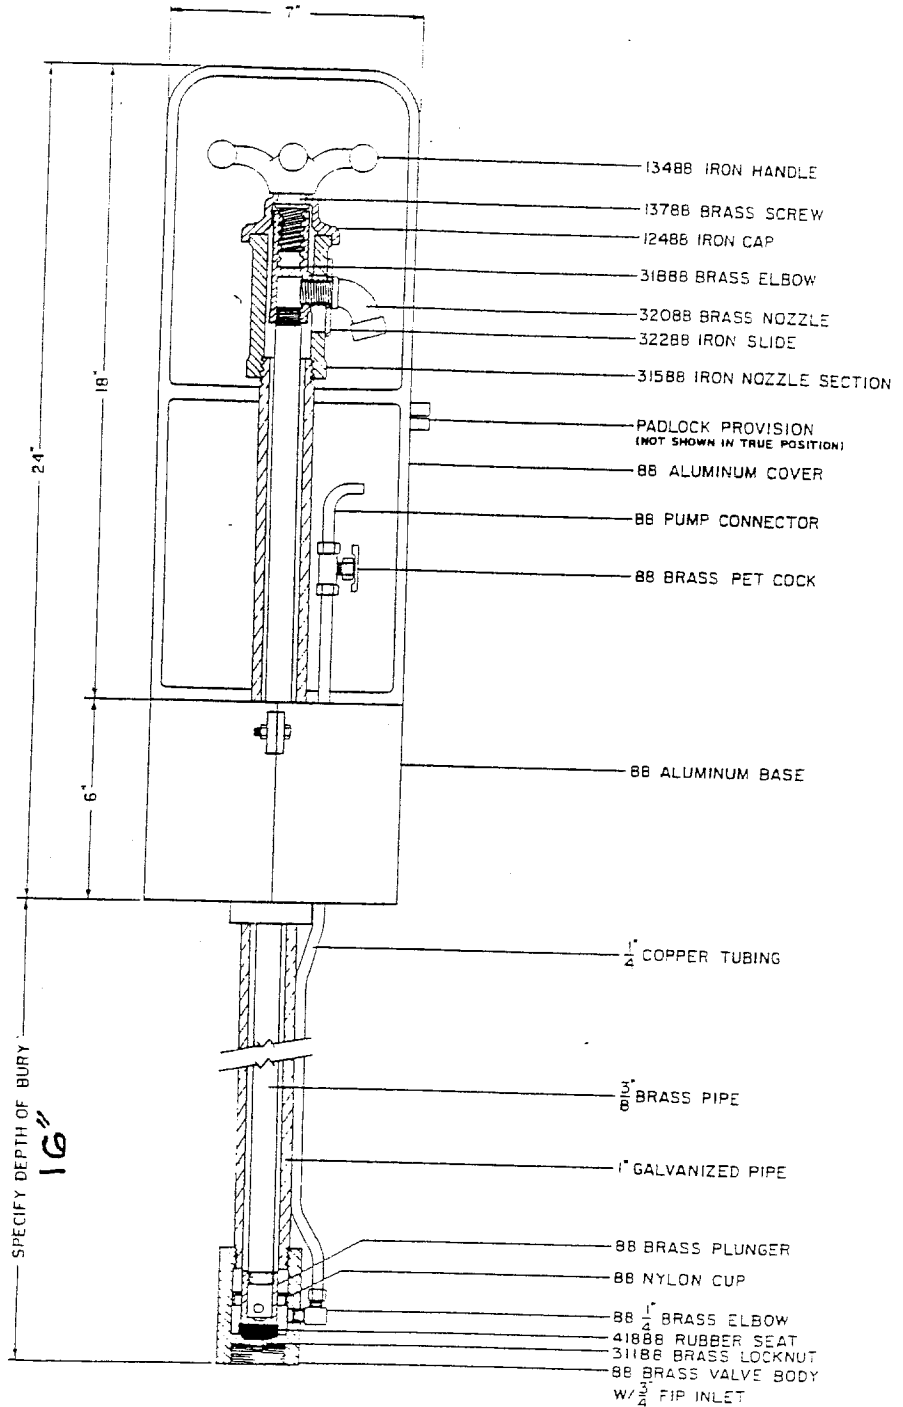 7"
13488 IRON HANDLE
13788 BRASS SCREW
12488 IRON CAP
31888 BRASS ELBOW
32088 BRASS NOZZLE
32288 IRON SLIDE
31588 IRON NOZZLE SECTION
18"
PADLOCK PROVISION
(NOT SHOWN IN TRUE POSITION)
24"
88 ALUMINUM COVER
88 PUMP CONNECTOR
88 BRASS PET COCK
88 ALUMINUM BASE
6"
1/4" COPPER TUBING
3/8" BRASS PIPE
SPECIFY DEPTH OF BURY
16"
1" GALVANIZED PIPE
88 BRASS PLUNGER
88 NYLON CUP
88 1/4" BRASS ELBOW
41888 RUBBER SEAT
31188 BRASS LOCKNUT
88 BRASS VALVE BODY
W/ 3/4" FIP INLET